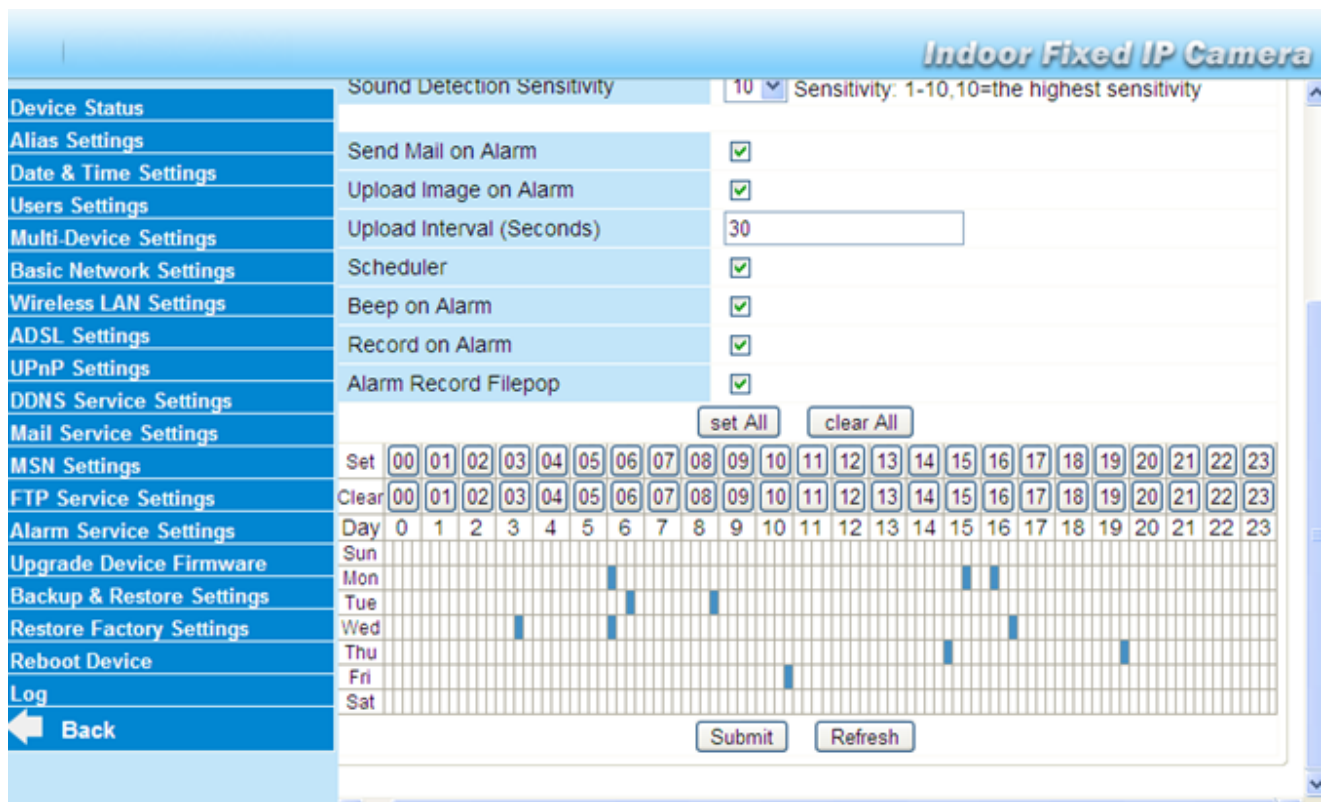 Indoor Fixed IP Camera
Device Status
Alias Settings
Date & Time Settings
Users Settings
Multi-Device Settings
Basic Network Settings
Wireless LAN Settings
ADSL Settings
UPnP Settings
DDNS Service Settings
Mail Service Settings
MSN Settings
FTP Service Settings
Alarm Service Settings
Upgrade Device Firmware
Backup & Restore Settings
Restore Factory Settings
Reboot Device
Log
Back
Sound Detection Sensitivity 10 Sensitivity: 1-10,10=the highest sensitivity
Send Mail on Alarm
Upload Image on Alarm
Upload Interval (Seconds) 30
Scheduler
Beep on Alarm
Record on Alarm
Alarm Record Filepop
set All clear All
Set 00 01 02 03 04 05 06 07 08 09 10 11 12 13 14 15 16 17 18 19 20 21 22 23
Clear 00 01 02 03 04 05 06 07 08 09 10 11 12 13 14 15 16 17 18 19 20 21 22 23
Day 0 1 2 3 4 5 6 7 8 9 10 11 12 13 14 15 16 17 18 19 20 21 22 23
Sun
Mon
Tue
Wed
Thu
Fri
Sat
Submit Refresh